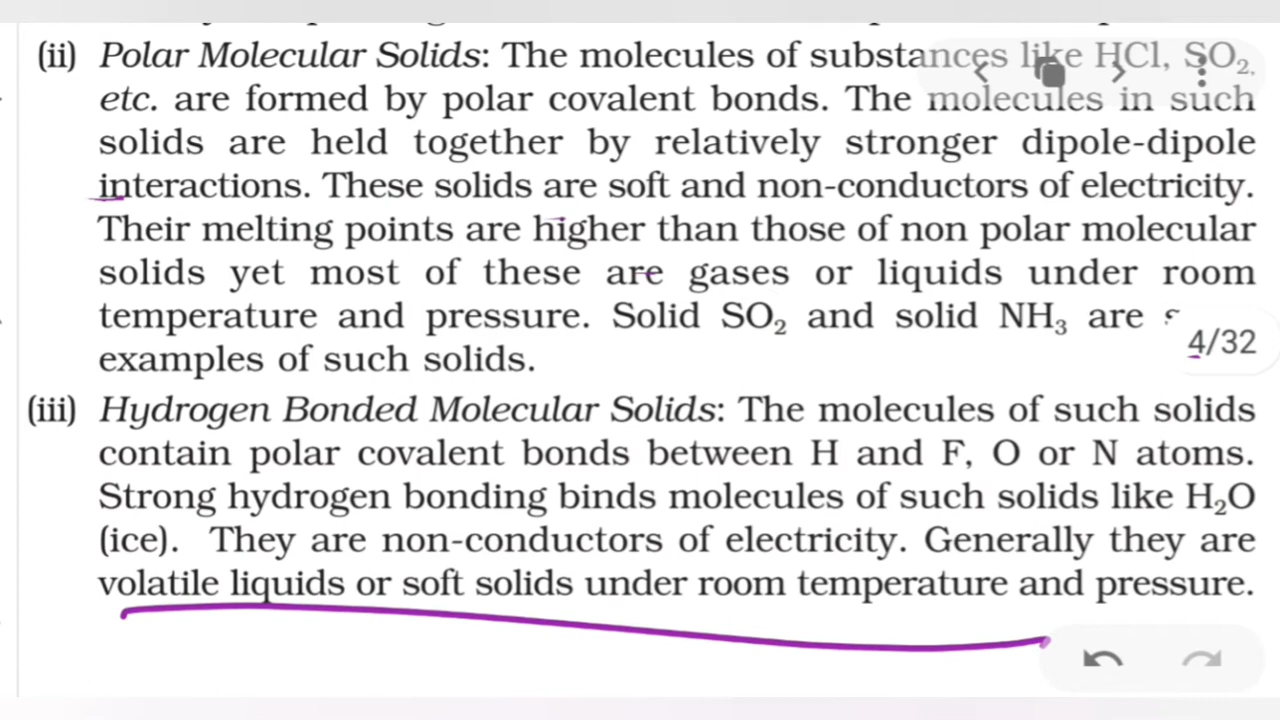 (ii) Polar Molecular Solids: The molecules of substances like HCl, SO₂,
etc. are formed by polar covalent bonds. The molecules in such
solids are held together by relatively stronger dipole-dipole
interactions. These solids are soft and non-conductors of electricity.
Their melting points are higher than those of non polar molecular
solids yet most of these are gases or liquids under room
temperature and pressure. Solid SO₂ and solid NH₃ are
4/32
examples of such solids.
(iii) Hydrogen Bonded Molecular Solids: The molecules of such solids
contain polar covalent bonds between H and F, O or N atoms.
Strong hydrogen bonding binds molecules of such solids like H₂O
(ice). They are non-conductors of electricity. Generally they are
volatile liquids or soft solids under room temperature and pressure.